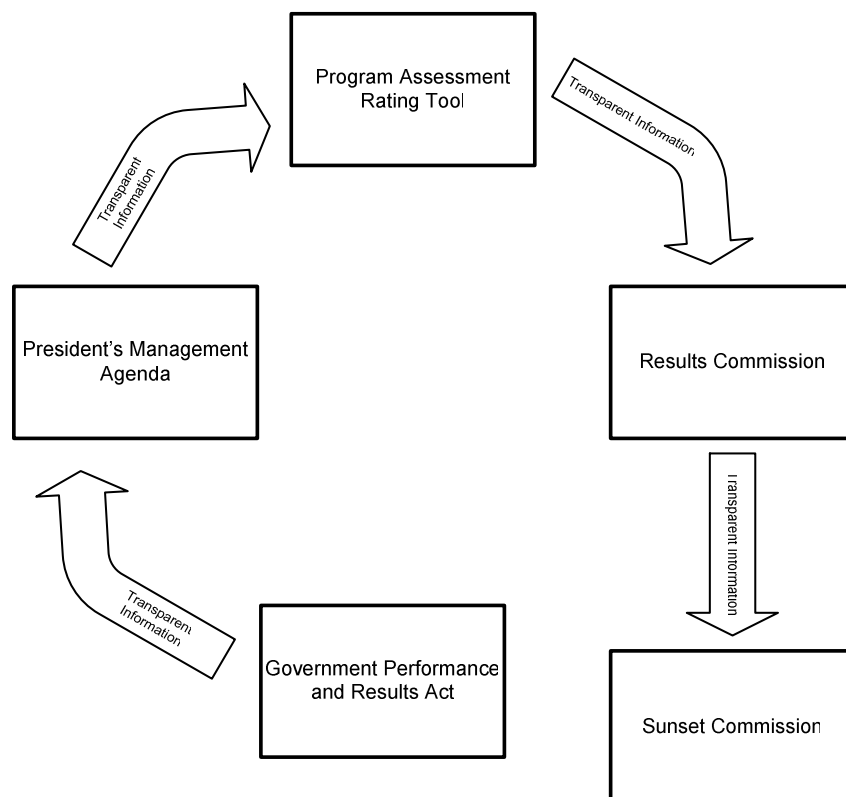 Program Assessment
Rating Tool
Transparent Information
Transparent
Information
President's Management
Agenda
Results Commission
Transparent Information
Transparent
Information
Government Performance
and Results Act
Sunset Commission